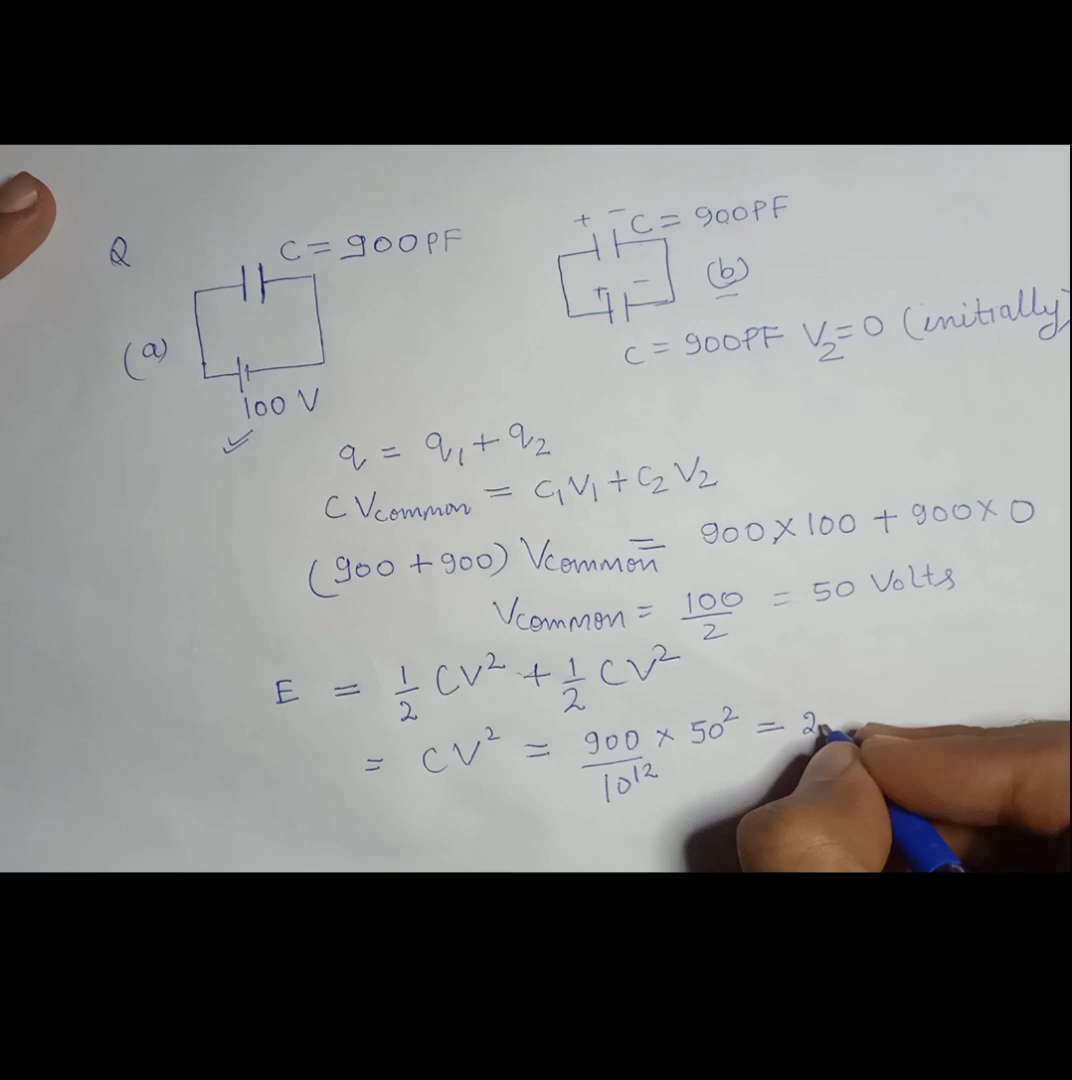 Q
C = 900PF
(a)
100 V
+ - C = 900PF
(b)
+ -
C = 900PF V₂ = 0 (initially)
q = q₁ + q₂
C Vcommon = C₁V₁ + C₂V₂
(900 + 900) Vcommon = 900 × 100 + 900 × 0
Vcommon = 100/2 = 50 Volts
E = 1/2 CV² + 1/2 CV²
= CV² = 900/10¹² × 50² = 2